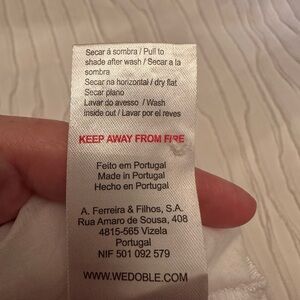 Secar á sombra / Pull to
shade after wash / Secar a la
sombra
Secar na horizontal / dry flat
Secar plano
Lavar do avesso / Wash
inside out / Lavar por el reves
KEEP AWAY FROM FIRE
Feito em Portugal
Made in Portugal
Hecho en Portugal
A. Ferreira & Filhos, S.A.
Rua Amaro de Sousa, 408
4815-565 Vizela
Portugal
NIF 501 092 579
WWW.WEDOBLE.COM